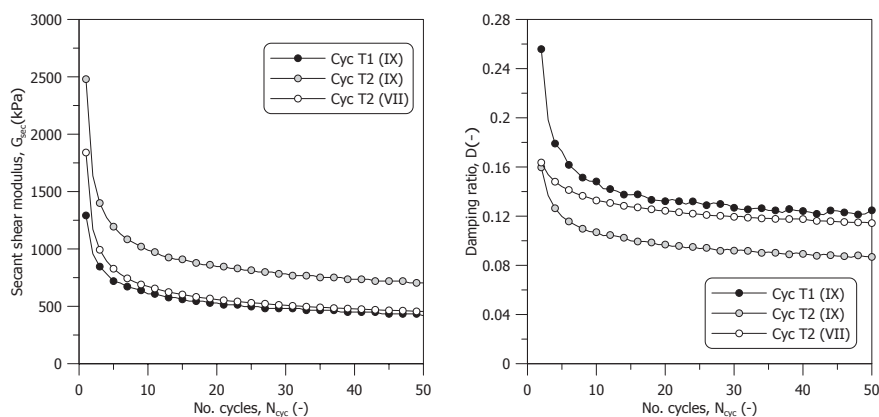 3000
2500
2000
1500
1000
500
0
Secant shear modulus, Gsec(kPa)
Cyc T1 (IX)
Cyc T2 (IX)
Cyc T2 (VII)
0 10 20 30 40 50
No. cycles, Ncyc (-)
0.28
0.24
0.2
0.16
0.12
0.08
0.04
0
Damping ratio, D(-)
Cyc T1 (IX)
Cyc T2 (IX)
Cyc T2 (VII)
0 10 20 30 40 50
No. cycles, Ncyc (-)